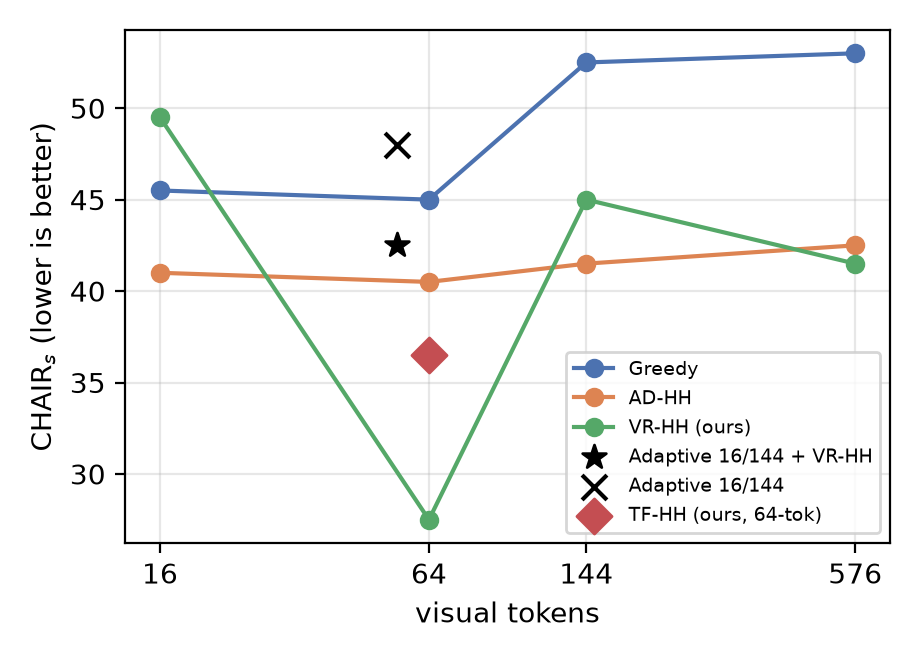 CHAIRₛ (lower is better)
50
45
40
35
30
Greedy
AD-HH
VR-HH (ours)
Adaptive 16/144 + VR-HH
Adaptive 16/144
TF-HH (ours, 64-tok)
16 64 144 576
visual tokens